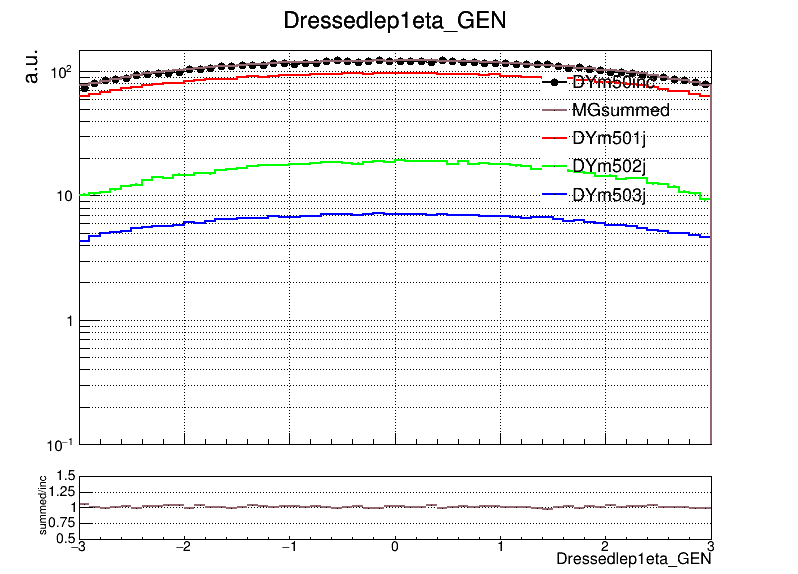 Dressedlep1eta_GEN
a.u.
10²
DYm50inc
MGsummed
DYm501j
DYm502j
10
DYm503j
1
10⁻¹
summed/inc
1.5
1.25
1
0.75
0.5
−3 −2 −1 0 1 2 3
Dressedlep1eta_GEN